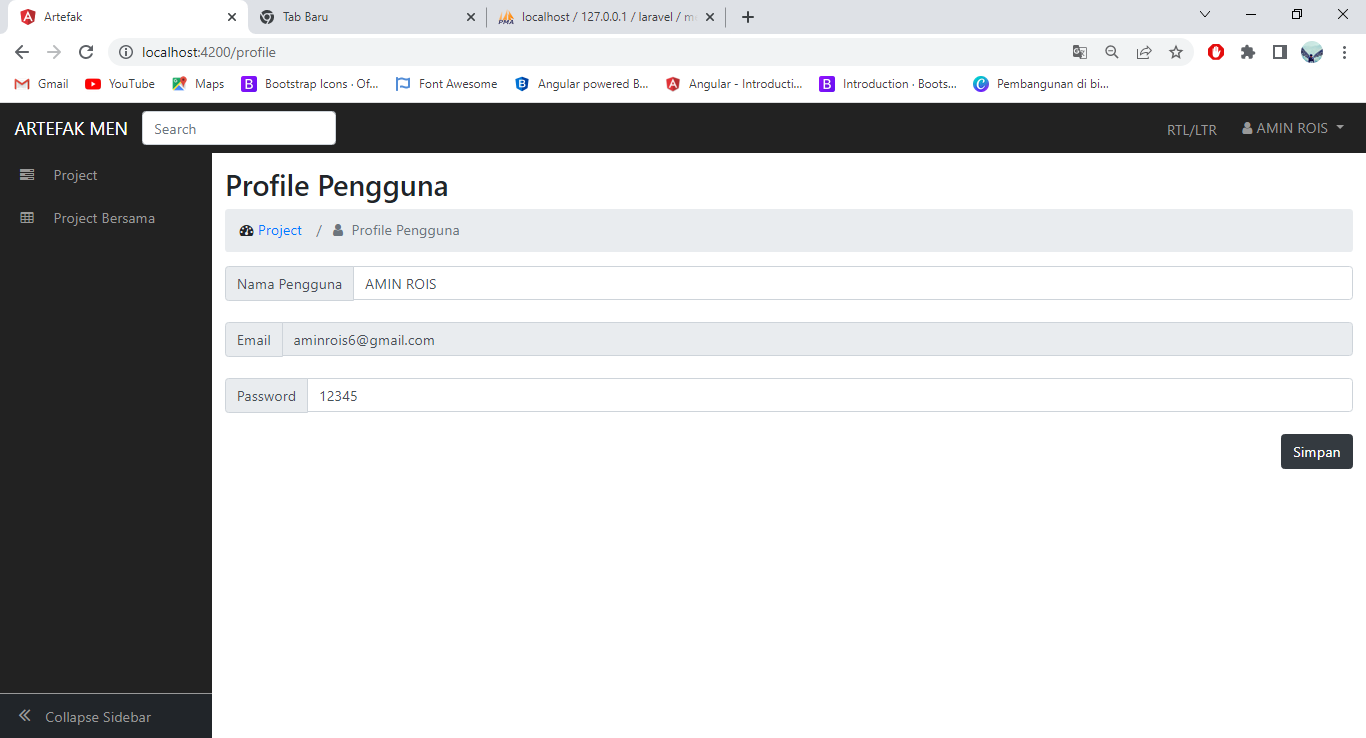 Artefak
Tab Baru
localhost / 127.0.0.1 / laravel / m
localhost:4200/profile
Gmail
YouTube
Maps
Bootstrap Icons · Of...
Font Awesome
Angular powered B...
Angular - Introducti...
Introduction · Boots...
Pembangunan di bi...
ARTEFAK MEN
Search
RTL/LTR
AMIN ROIS
Project
Project Bersama
Profile Pengguna
Project / Profile Pengguna
Nama Pengguna AMIN ROIS
Email aminrois6@gmail.com
Password 12345
Simpan
Collapse Sidebar